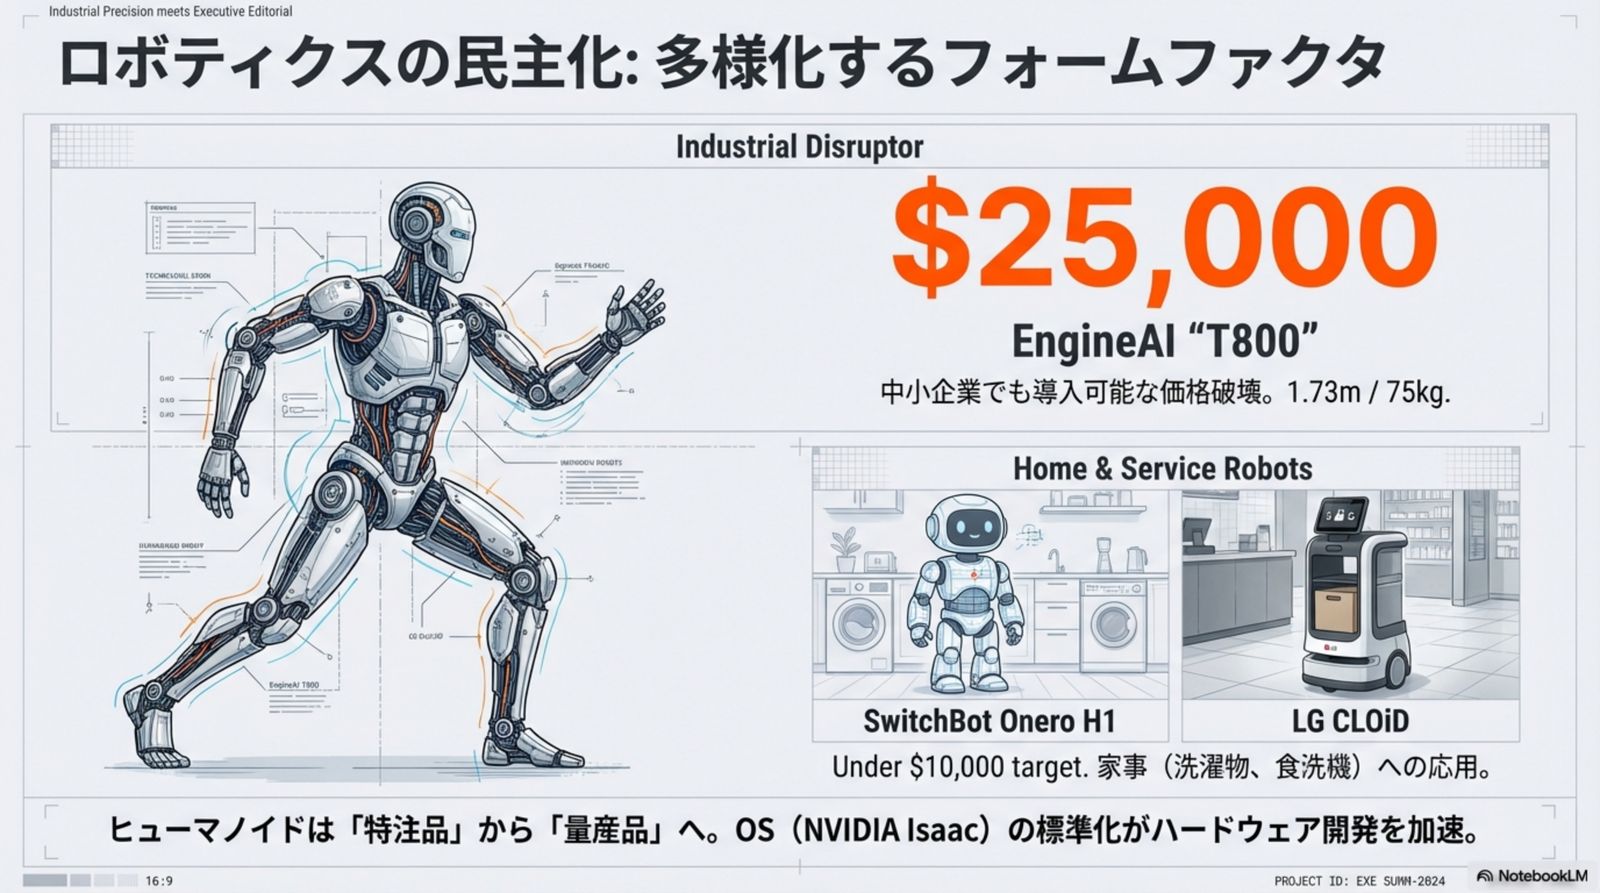 Industrial Precision meets Executive Editorial
ロボティクスの民主化: 多様化するフォームファクタ
Industrial Disruptor
$25,000
EngineAI “T800”
中小企業でも導入可能な価格破壊。1.73m / 75kg.
EngineAI T800
Home & Service Robots
SwitchBot Onero H1
LG CLOiD
Under $10,000 target. 家事（洗濯物、食洗機）への応用。
ヒューマノイドは「特注品」から「量産品」へ。OS（NVIDIA Isaac）の標準化がハードウェア開発を加速。
16:9
PROJECT ID: EXE SUMM-2024
NotebookLM